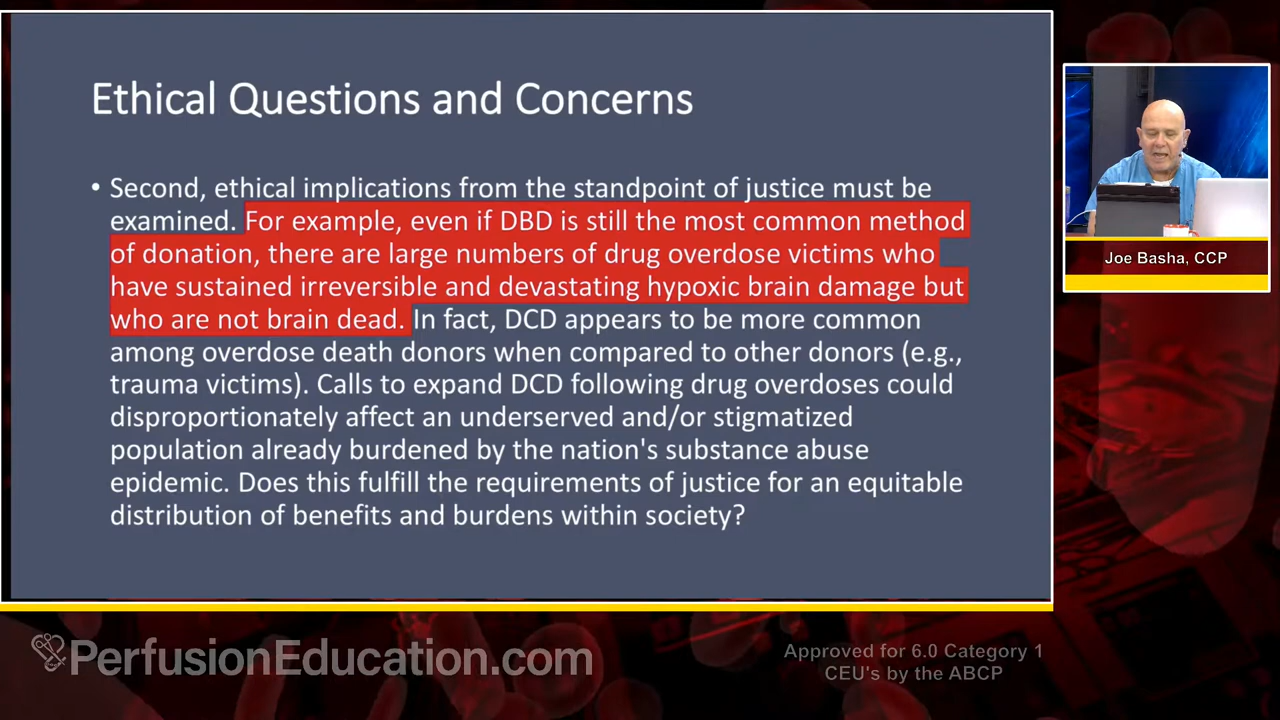 Ethical Questions and Concerns
• Second, ethical implications from the standpoint of justice must be
examined. For example, even if DBD is still the most common method
of donation, there are large numbers of drug overdose victims who
have sustained irreversible and devastating hypoxic brain damage but
who are not brain dead. In fact, DCD appears to be more common
among overdose death donors when compared to other donors (e.g.,
trauma victims). Calls to expand DCD following drug overdoses could
disproportionately affect an underserved and/or stigmatized
population already burdened by the nation's substance abuse
epidemic. Does this fulfill the requirements of justice for an equitable
distribution of benefits and burdens within society?
Joe Basha, CCP
PerfusionEducation.com
Approved for 6.0 Category 1
CEU's by the ABCP